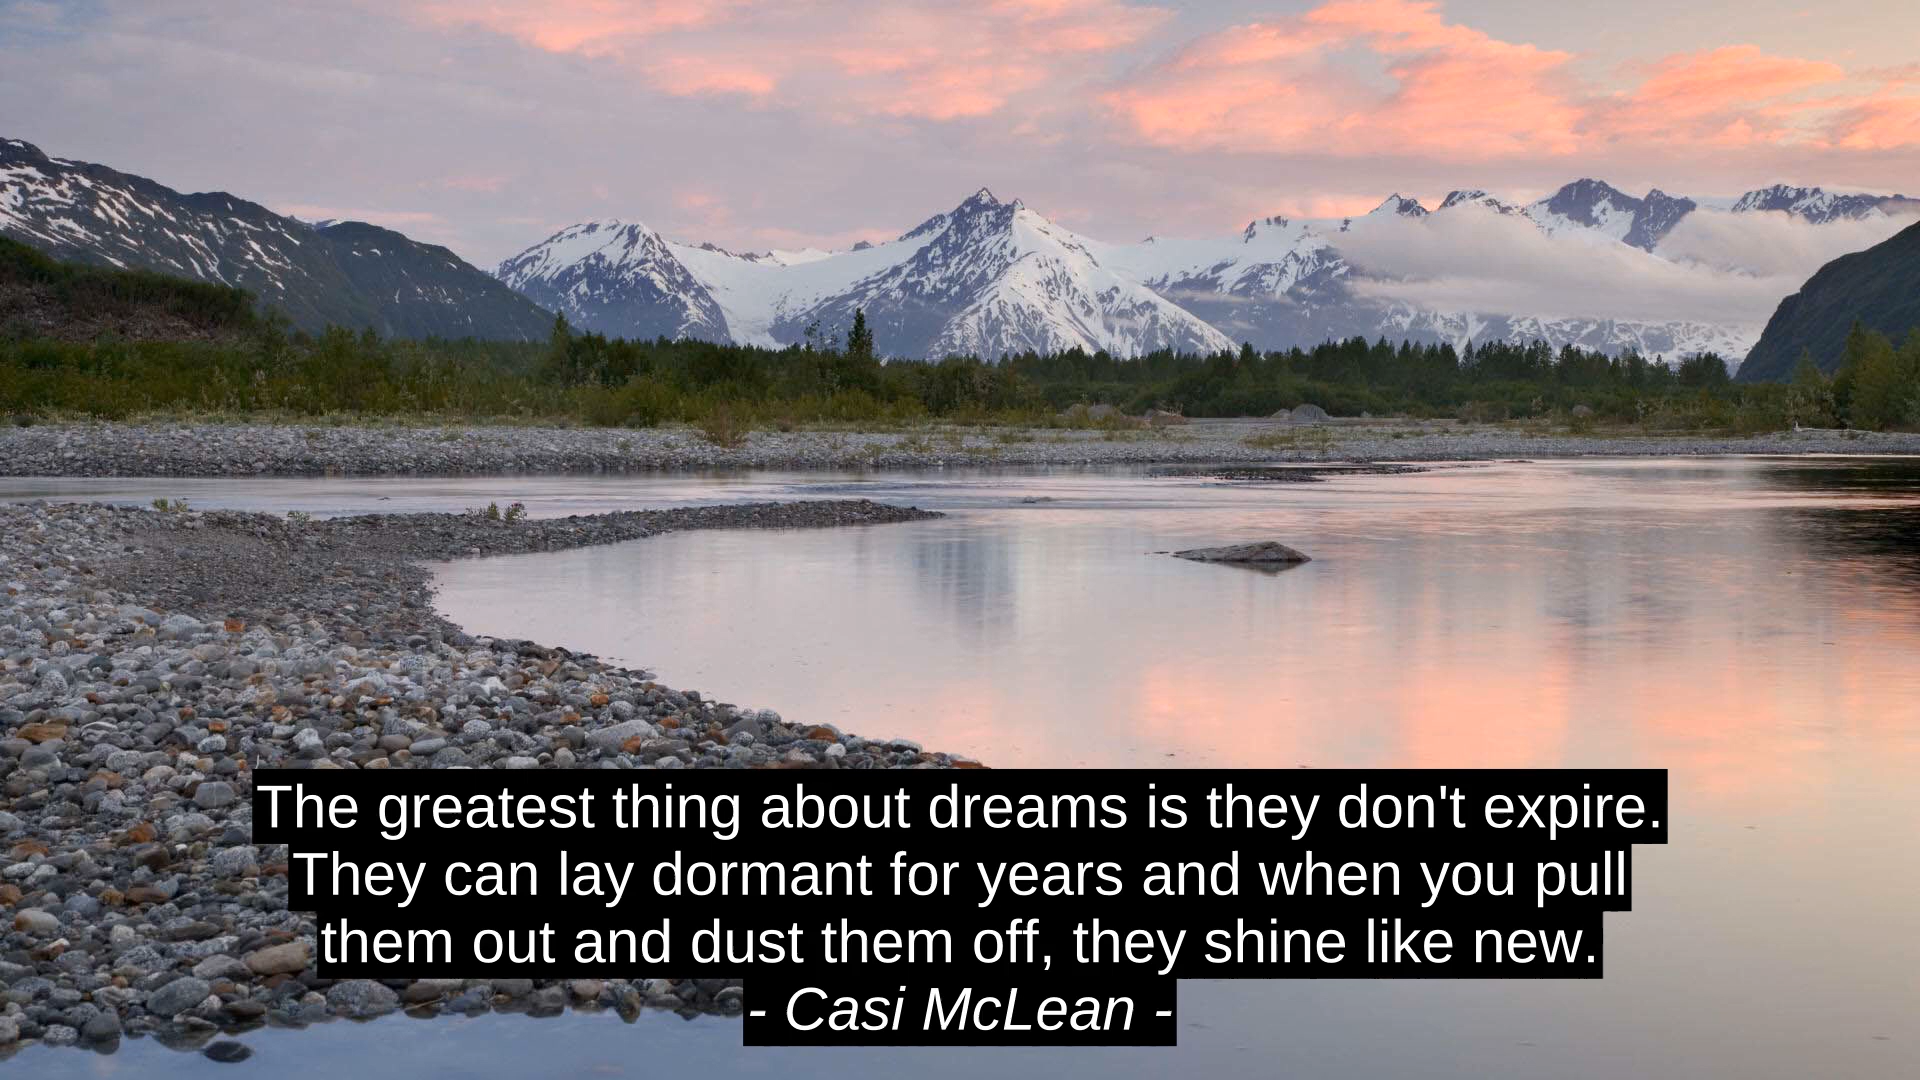 The greatest thing about dreams is they don't expire.
They can lay dormant for years and when you pull
them out and dust them off, they shine like new.
- Casi McLean -